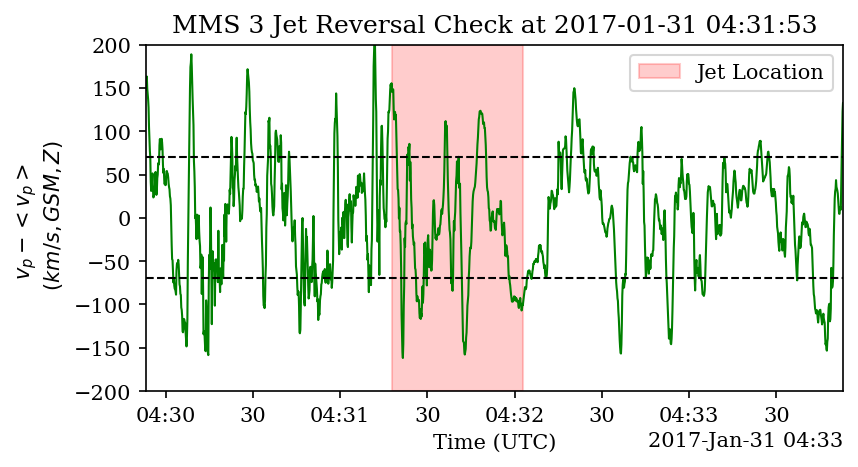 MMS 3 Jet Reversal Check at 2017-01-31 04:31:53
Jet Location
200
150
100
50
0
−50
−100
−150
−200
v_p − < v_p >
(km/s, GSM, Z)
04:30 30 04:31 30 04:32 30 04:33 30
Time (UTC)
2017-Jan-31 04:33